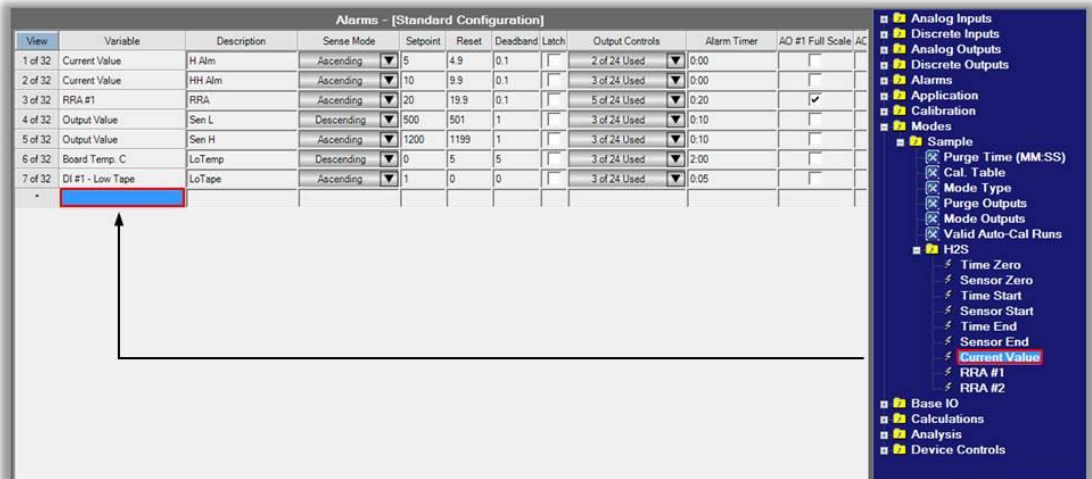 Alarms - [Standard Configuration]
View Variable Description Sense Mode Setpoint Reset Deadband Latch Output Controls Alarm Timer AO #1 Full Scale AC
1 of 32 Current Value H Alm Ascending 5 4.9 0.1 2 of 24 Used 0:00
2 of 32 Current Value HH Alm Ascending 10 9.9 0.1 3 of 24 Used 0:00
3 of 32 RRA #1 RRA Ascending 20 19.9 0.1 5 of 24 Used 0:20
4 of 32 Output Value Sen L Descending 500 501 1 3 of 24 Used 0:10
5 of 32 Output Value Sen H Ascending 1200 1199 1 3 of 24 Used 0:10
6 of 32 Board Temp. C LoTemp Descending 0 5 5 3 of 24 Used 2:00
7 of 32 DI #1 - Low Tape LoTape Ascending 1 0 0 3 of 24 Used 0:05
*
Analog Inputs
Discrete Inputs
Analog Outputs
Discrete Outputs
Alarms
Application
Calibration
Modes
Sample
Purge Time (MM:SS)
Cal. Table
Mode Type
Purge Outputs
Mode Outputs
Valid Auto-Cal Runs
H2S
Time Zero
Sensor Zero
Time Start
Sensor Start
Time End
Sensor End
Current Value
RRA #1
RRA #2
Base IO
Calculations
Analysis
Device Controls